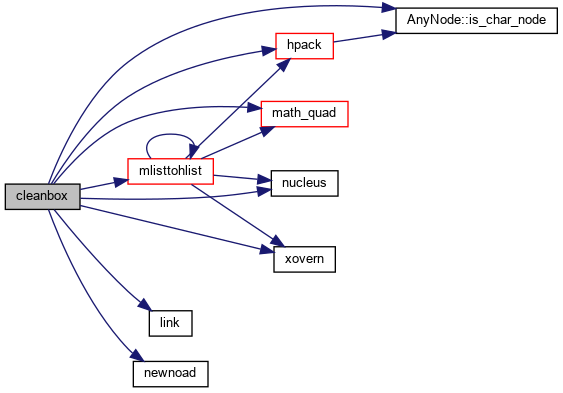 AnyNode::is_char_node
hpack
math_quad
mlisttohlist
nucleus
cleanbox
xovern
link
newnoad